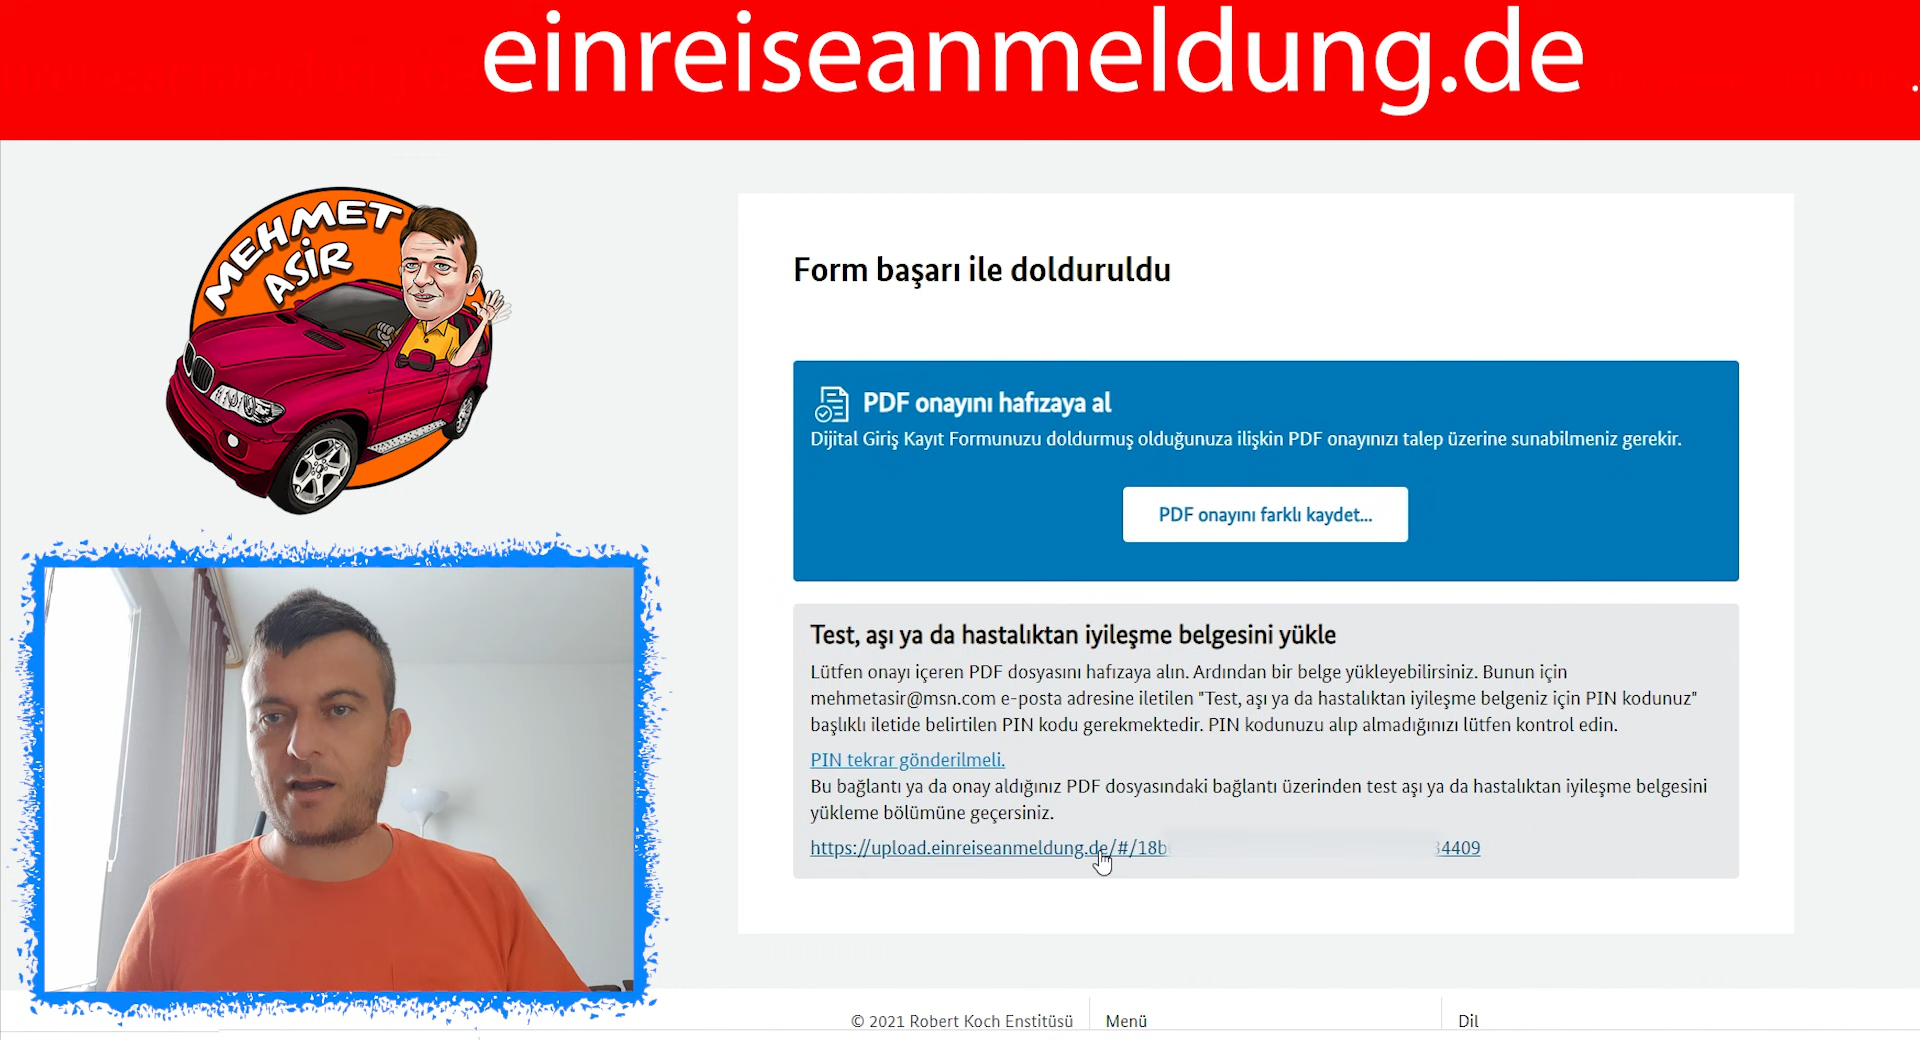 einreiseanmeldung.de
MEHMET
ASİR
Form başarı ile dolduruldu
PDF onayını hafızaya al
Dijital Giriş Kayıt Formunuzu doldurmuş olduğunuza ilişkin PDF onayınızı talep üzerine sunabilmeniz gerekir.
PDF onayını farklı kaydet...
Test, aşı ya da hastalıktan iyileşme belgesini yükle
Lütfen onayı içeren PDF dosyasını hafızaya alın. Ardından bir belge yükleyebilirsiniz. Bunun için
mehmetasir@msn.com e-posta adresine iletilen "Test, aşı ya da hastalıktan iyileşme belgeniz için PIN kodunuz"
başlıklı iletide belirtilen PIN kodu gerekmektedir. PIN kodunuzu alıp almadığınızı lütfen kontrol edin.
PIN tekrar gönderilmeli.
Bu bağlantı ya da onay aldığınız PDF dosyasındaki bağlantı üzerinden test aşı ya da hastalıktan iyileşme belgesini
yükleme bölümüne geçersiniz.
https://upload.einreiseanmeldung.de/#/18b 4409
© 2021 Robert Koch Enstitüsü
Menü
Dil